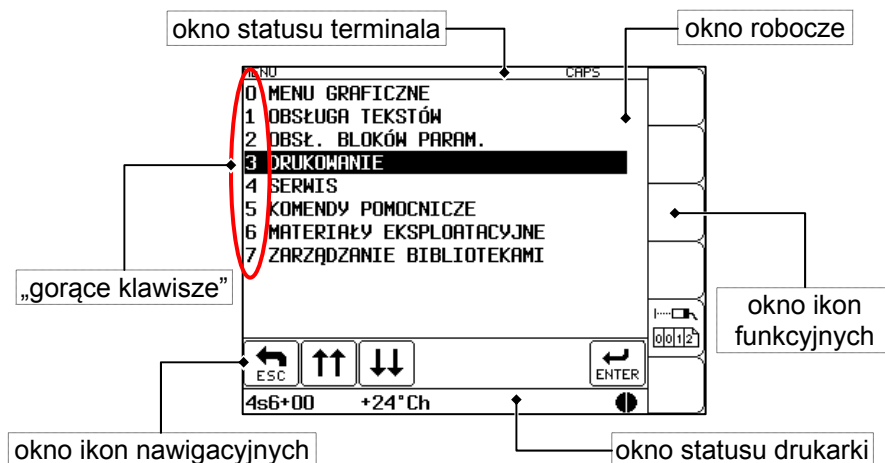 okno statusu terminala
okno robocze
MENU CAPS
0 MENU GRAFICZNE
1 OBSŁUGA TEKSTÓW
2 OBSŁ. BLOKÓW PARAM.
3 DRUKOWANIE
4 SERWIS
5 KOMENDY POMOCNICZE
6 MATERIAŁY EKSPLOATACYJNE
7 ZARZĄDZANIE BIBLIOTEKAMI
„gorące klawisze”
okno ikon
funkcyjnych
0012
ESC
ENTER
4s6+00 +24°Ch
okno ikon nawigacyjnych
okno statusu drukarki